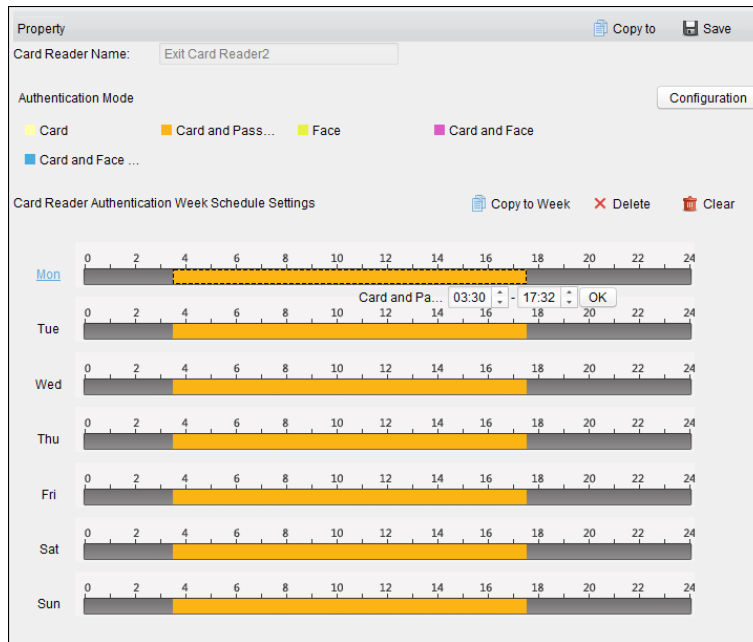 Property Copy to Save
Card Reader Name: Exit Card Reader2
Authentication Mode Configuration
Card Card and Pass... Face Card and Face
Card and Face ...
Card Reader Authentication Week Schedule Settings Copy to Week Delete Clear
0 2 4 6 8 10 12 14 16 18 20 22 24
Mon
Card and Pa... 03:30 - 17:32 OK
0 2 4 6 8 10 12 14 16 18 20 22 24
Tue
0 2 4 6 8 10 12 14 16 18 20 22 24
Wed
0 2 4 6 8 10 12 14 16 18 20 22 24
Thu
0 2 4 6 8 10 12 14 16 18 20 22 24
Fri
0 2 4 6 8 10 12 14 16 18 20 22 24
Sat
0 2 4 6 8 10 12 14 16 18 20 22 24
Sun